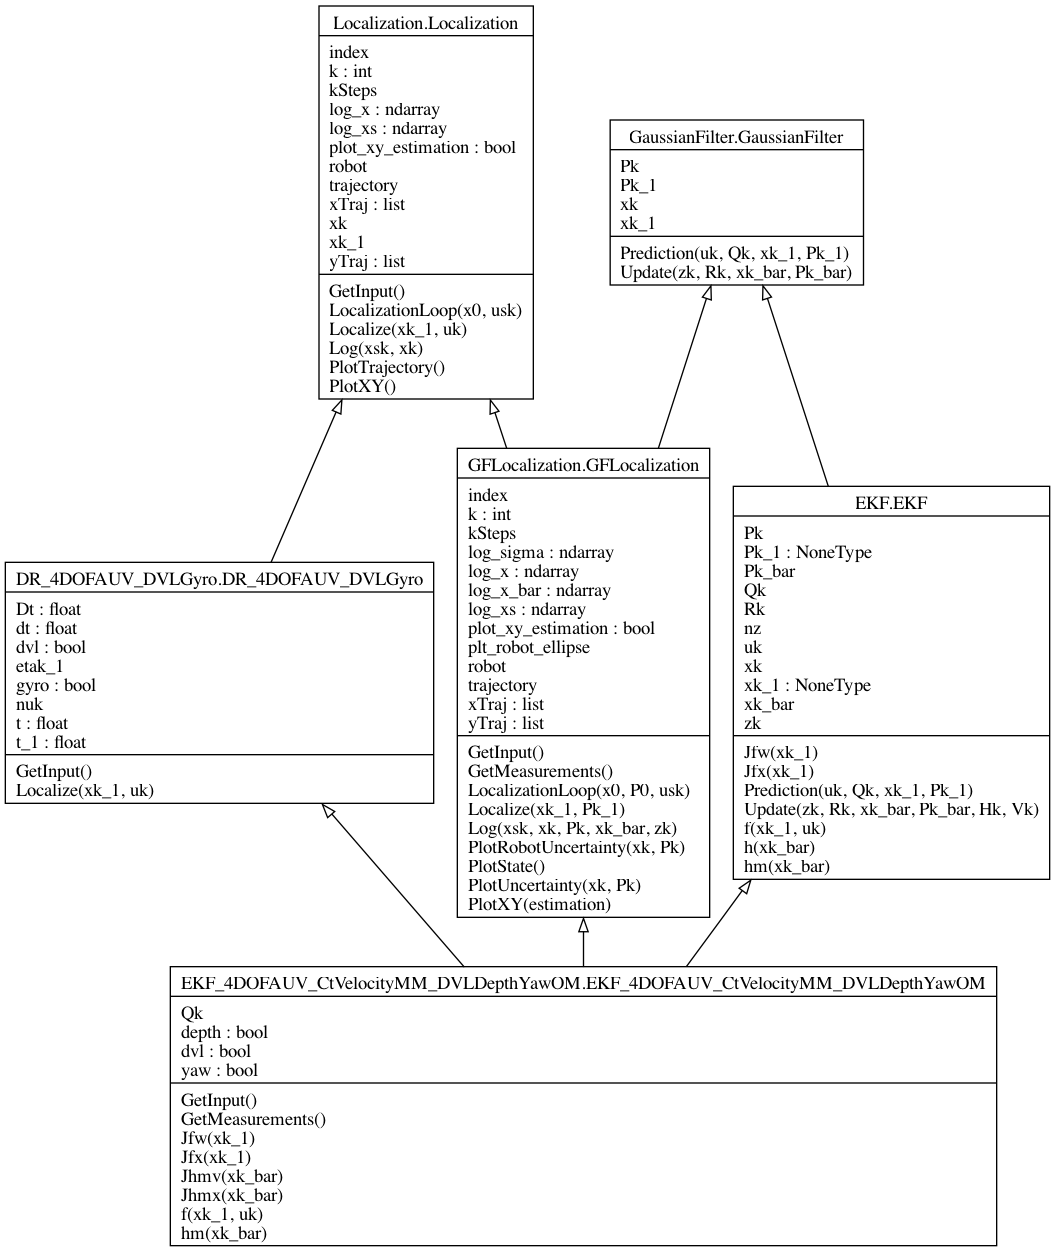 Localization.Localization
index
k : int
kSteps
log_x : ndarray
log_xs : ndarray
plot_xy_estimation : bool
robot
trajectory
xTraj : list
xk
xk_1
yTraj : list
GetInput()
LocalizationLoop(x0, usk)
Localize(xk_1, uk)
Log(xsk, xk)
PlotTrajectory()
PlotXY()
GaussianFilter.GaussianFilter
Pk
Pk_1
xk
xk_1
Prediction(uk, Qk, xk_1, Pk_1)
Update(zk, Rk, xk_bar, Pk_bar)
DR_4DOFAUV_DVLGyro.DR_4DOFAUV_DVLGyro
Dt : float
dt : float
dvl : bool
etak_1
gyro : bool
nuk
t : float
t_1 : float
GetInput()
Localize(xk_1, uk)
GFLocalization.GFLocalization
index
k : int
kSteps
log_sigma : ndarray
log_x : ndarray
log_x_bar : ndarray
log_xs : ndarray
plot_xy_estimation : bool
plt_robot_ellipse
robot
trajectory
xTraj : list
yTraj : list
GetInput()
GetMeasurements()
LocalizationLoop(x0, P0, usk)
Localize(xk_1, Pk_1)
Log(xsk, xk, Pk, xk_bar, zk)
PlotRobotUncertainty(xk, Pk)
PlotState()
PlotUncertainty(xk, Pk)
PlotXY(estimation)
EKF.EKF
Pk
Pk_1 : NoneType
Pk_bar
Qk
Rk
nz
uk
xk
xk_1 : NoneType
xk_bar
zk
Jfw(xk_1)
Jfx(xk_1)
Prediction(uk, Qk, xk_1, Pk_1)
Update(zk, Rk, xk_bar, Pk_bar, Hk, Vk)
f(xk_1, uk)
h(xk_bar)
hm(xk_bar)
EKF_4DOFAUV_CtVelocityMM_DVLDepthYawOM.EKF_4DOFAUV_CtVelocityMM_DVLDepthYawOM
Qk
depth : bool
dvl : bool
yaw : bool
GetInput()
GetMeasurements()
Jfw(xk_1)
Jfx(xk_1)
Jhmv(xk_bar)
Jhmx(xk_bar)
f(xk_1, uk)
hm(xk_bar)